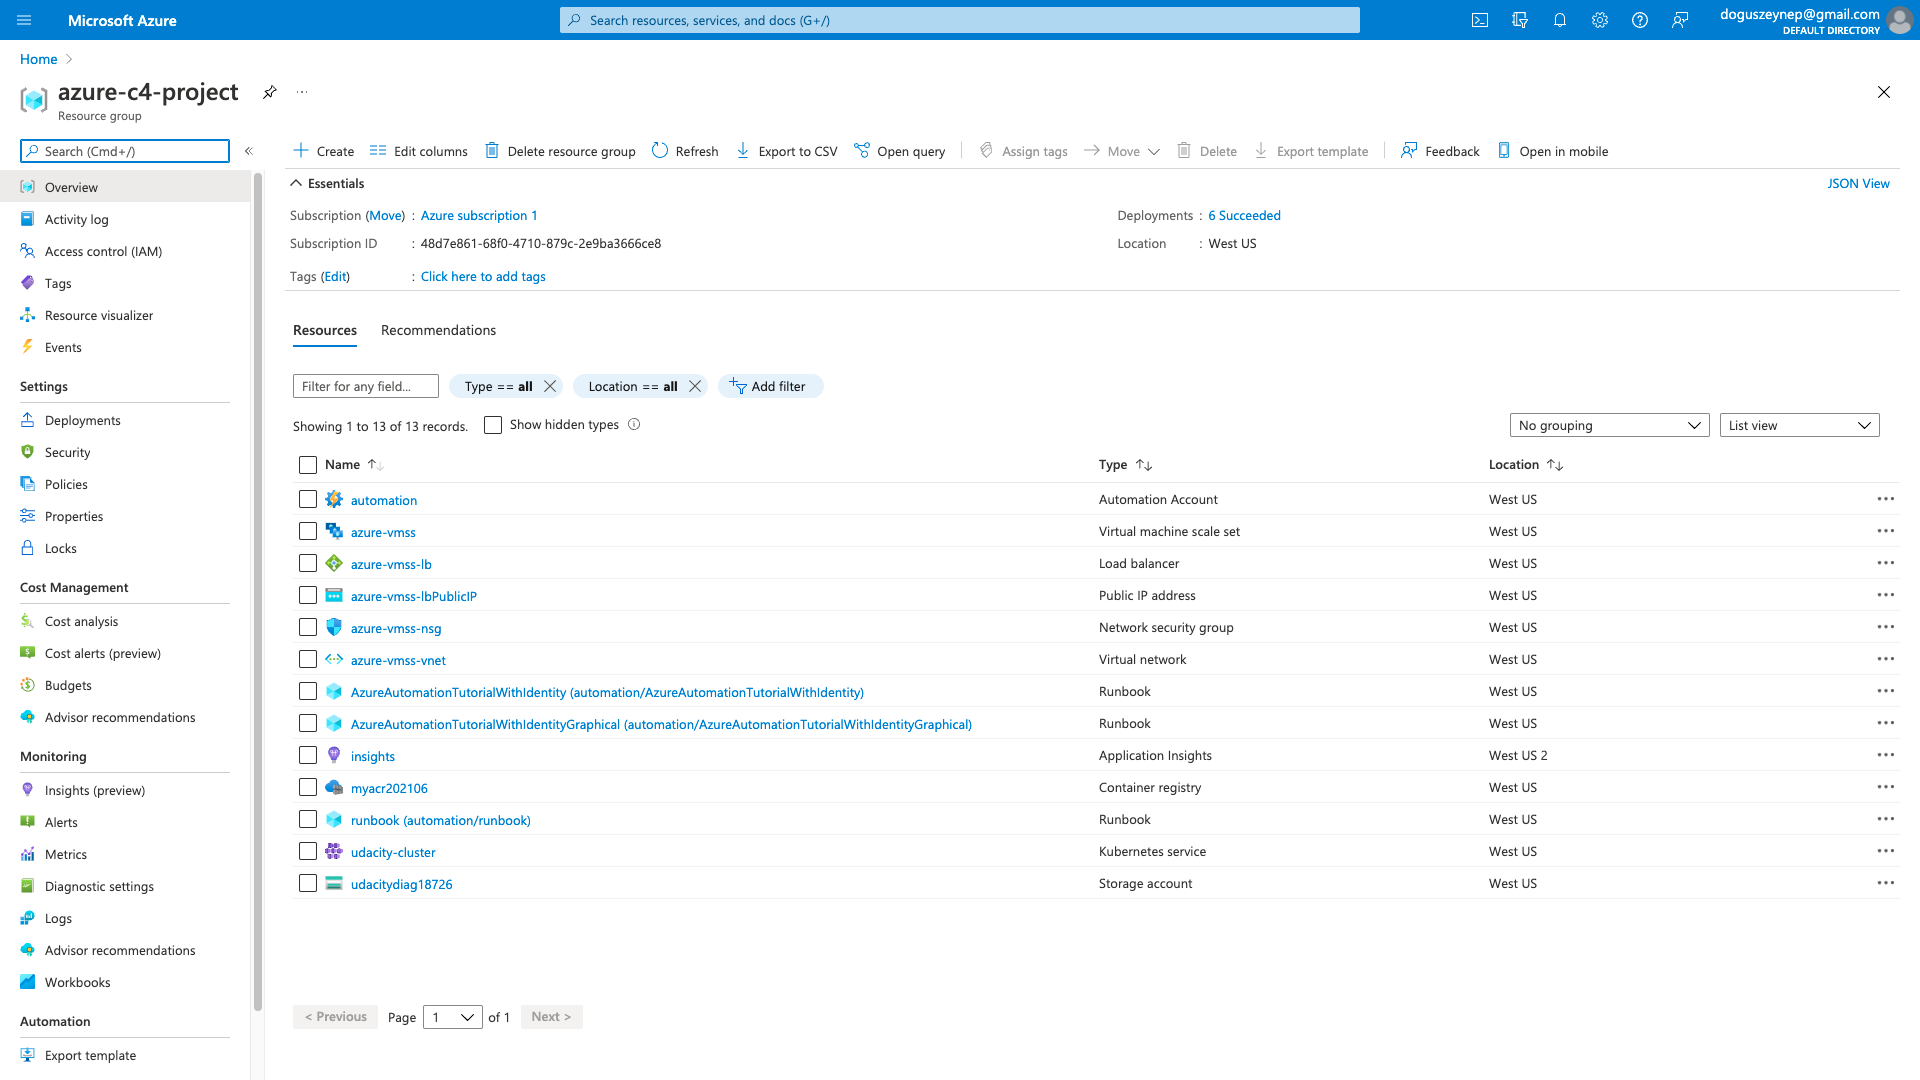 Microsoft Azure
Search resources, services, and docs (G+/)
doguszeynep@gmail.com
DEFAULT DIRECTORY
Home
azure-c4-project
Resource group
Search (Cmd+/)
«
Create
Edit columns
Delete resource group
Refresh
Export to CSV
Open query
Assign tags
Move
Delete
Export template
Feedback
Open in mobile
Overview
Activity log
Access control (IAM)
Tags
Resource visualizer
Events
Settings
Deployments
Security
Policies
Properties
Locks
Cost Management
Cost analysis
Cost alerts (preview)
Budgets
Advisor recommendations
Monitoring
Insights (preview)
Alerts
Metrics
Diagnostic settings
Logs
Advisor recommendations
Workbooks
Automation
Export template
Essentials
JSON View
Subscription (Move) : Azure subscription 1
Deployments : 6 Succeeded
Subscription ID : 48d7e861-68f0-4710-879c-2e9ba3666ce8
Location : West US
Tags (Edit) : Click here to add tags
Resources Recommendations
Filter for any field...
Type == all
Location == all
Add filter
Showing 1 to 13 of 13 records.
Show hidden types
No grouping
List view
Name Type Location
automation Automation Account West US
azure-vmss Virtual machine scale set West US
azure-vmss-lb Load balancer West US
azure-vmss-lbPublicIP Public IP address West US
azure-vmss-nsg Network security group West US
azure-vmss-vnet Virtual network West US
AzureAutomationTutorialWithIdentity (automation/AzureAutomationTutorialWithIdentity) Runbook West US
AzureAutomationTutorialWithIdentityGraphical (automation/AzureAutomationTutorialWithIdentityGraphical) Runbook West US
insights Application Insights West US 2
myacr202106 Container registry West US
runbook (automation/runbook) Runbook West US
udacity-cluster Kubernetes service West US
udacitydiag18726 Storage account West US
< Previous Page 1 of 1 Next >